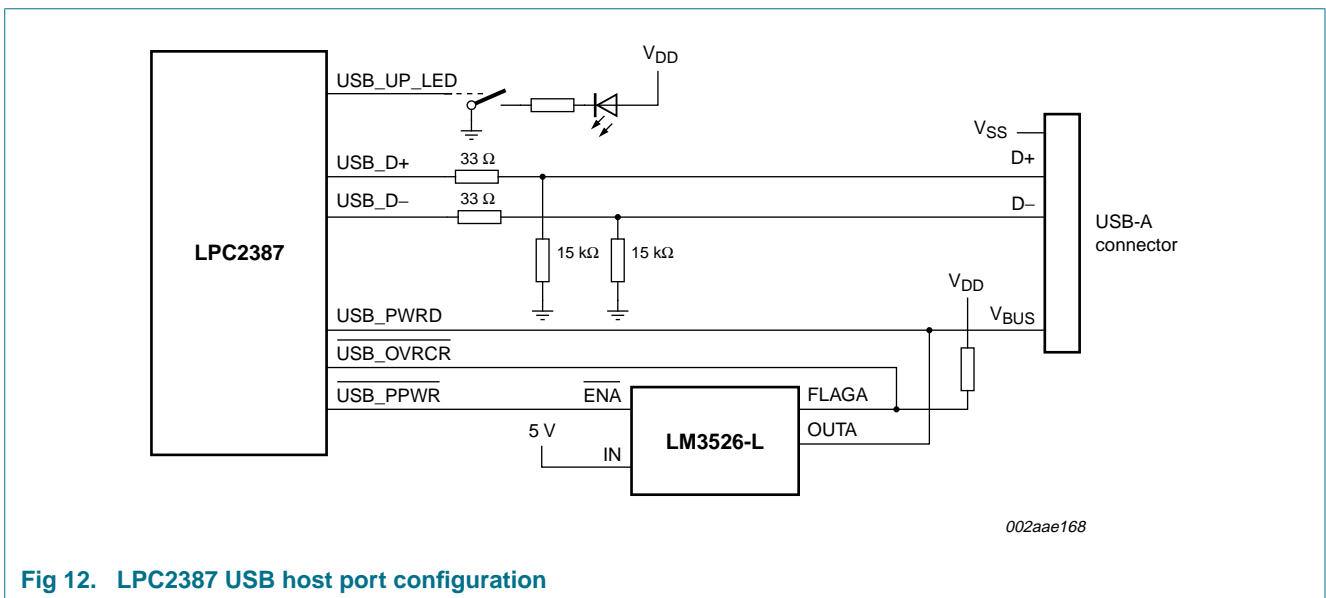 V_DD
USB_UP_LED
V_SS
USB_D+
33 Ω
D+
USB_D−
33 Ω
D−
USB-A
connector
LPC2387
15 kΩ
15 kΩ
V_DD
USB_PWRD
V_BUS
USB_OVRCR
USB_PPWR
ENA
FLAGA
5 V
IN
LM3526-L
OUTA
002aae168
Fig 12. LPC2387 USB host port configuration